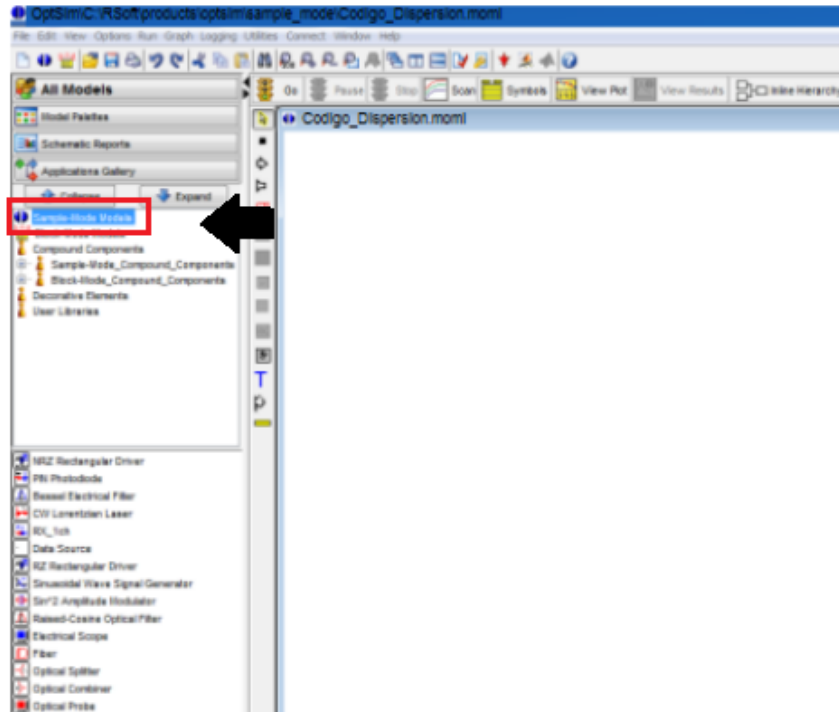 OptSim:C:\RSoft\products\optsim\sample_mode\Codigo_Dispersion.moml
File Edit View Options Run Graph Logging Utilities Connect Window Help
All Models
Go Pause Stop Scan Symbols View Plot View Results Inline Hierarchy
Model Palettes
Codigo_Dispersion.moml
Schematic Reports
Applications Gallery
Collapse Expand
Sample-Mode Models
Block-Mode Models
Compound Components
Sample-Mode_Compound_Components
Block-Mode_Compound_Components
Decorative Elements
User Libraries
T
NRZ Rectangular Driver
PIN Photodiode
Bessel Electrical Filter
CW Lorentzian Laser
RX_1ch
Data Source
RZ Rectangular Driver
Sinusoidal Wave Signal Generator
Sin^2 Amplitude Modulator
Raised-Cosine Optical Filter
Electrical Scope
Fiber
Optical Splitter
Optical Combiner
Optical Probe